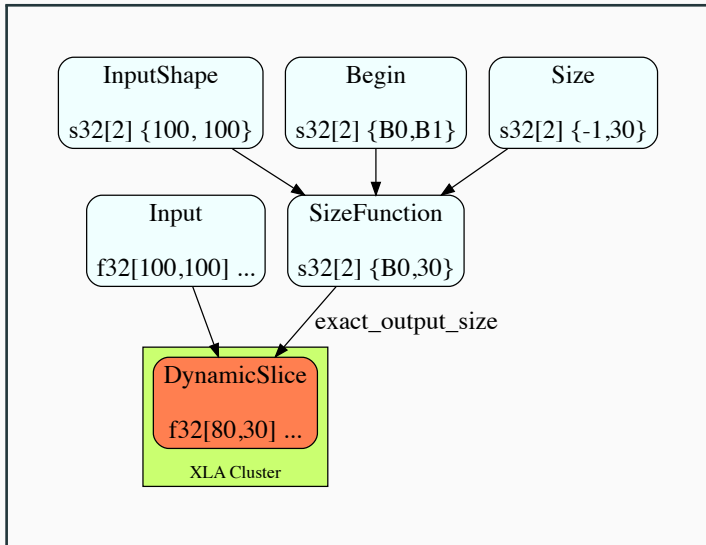 InputShape
s32[2] {100, 100}
Begin
s32[2] {B0,B1}
Size
s32[2] {-1,30}
Input
f32[100,100] ...
SizeFunction
s32[2] {B0,30}
exact_output_size
DynamicSlice
f32[80,30] ...
XLA Cluster